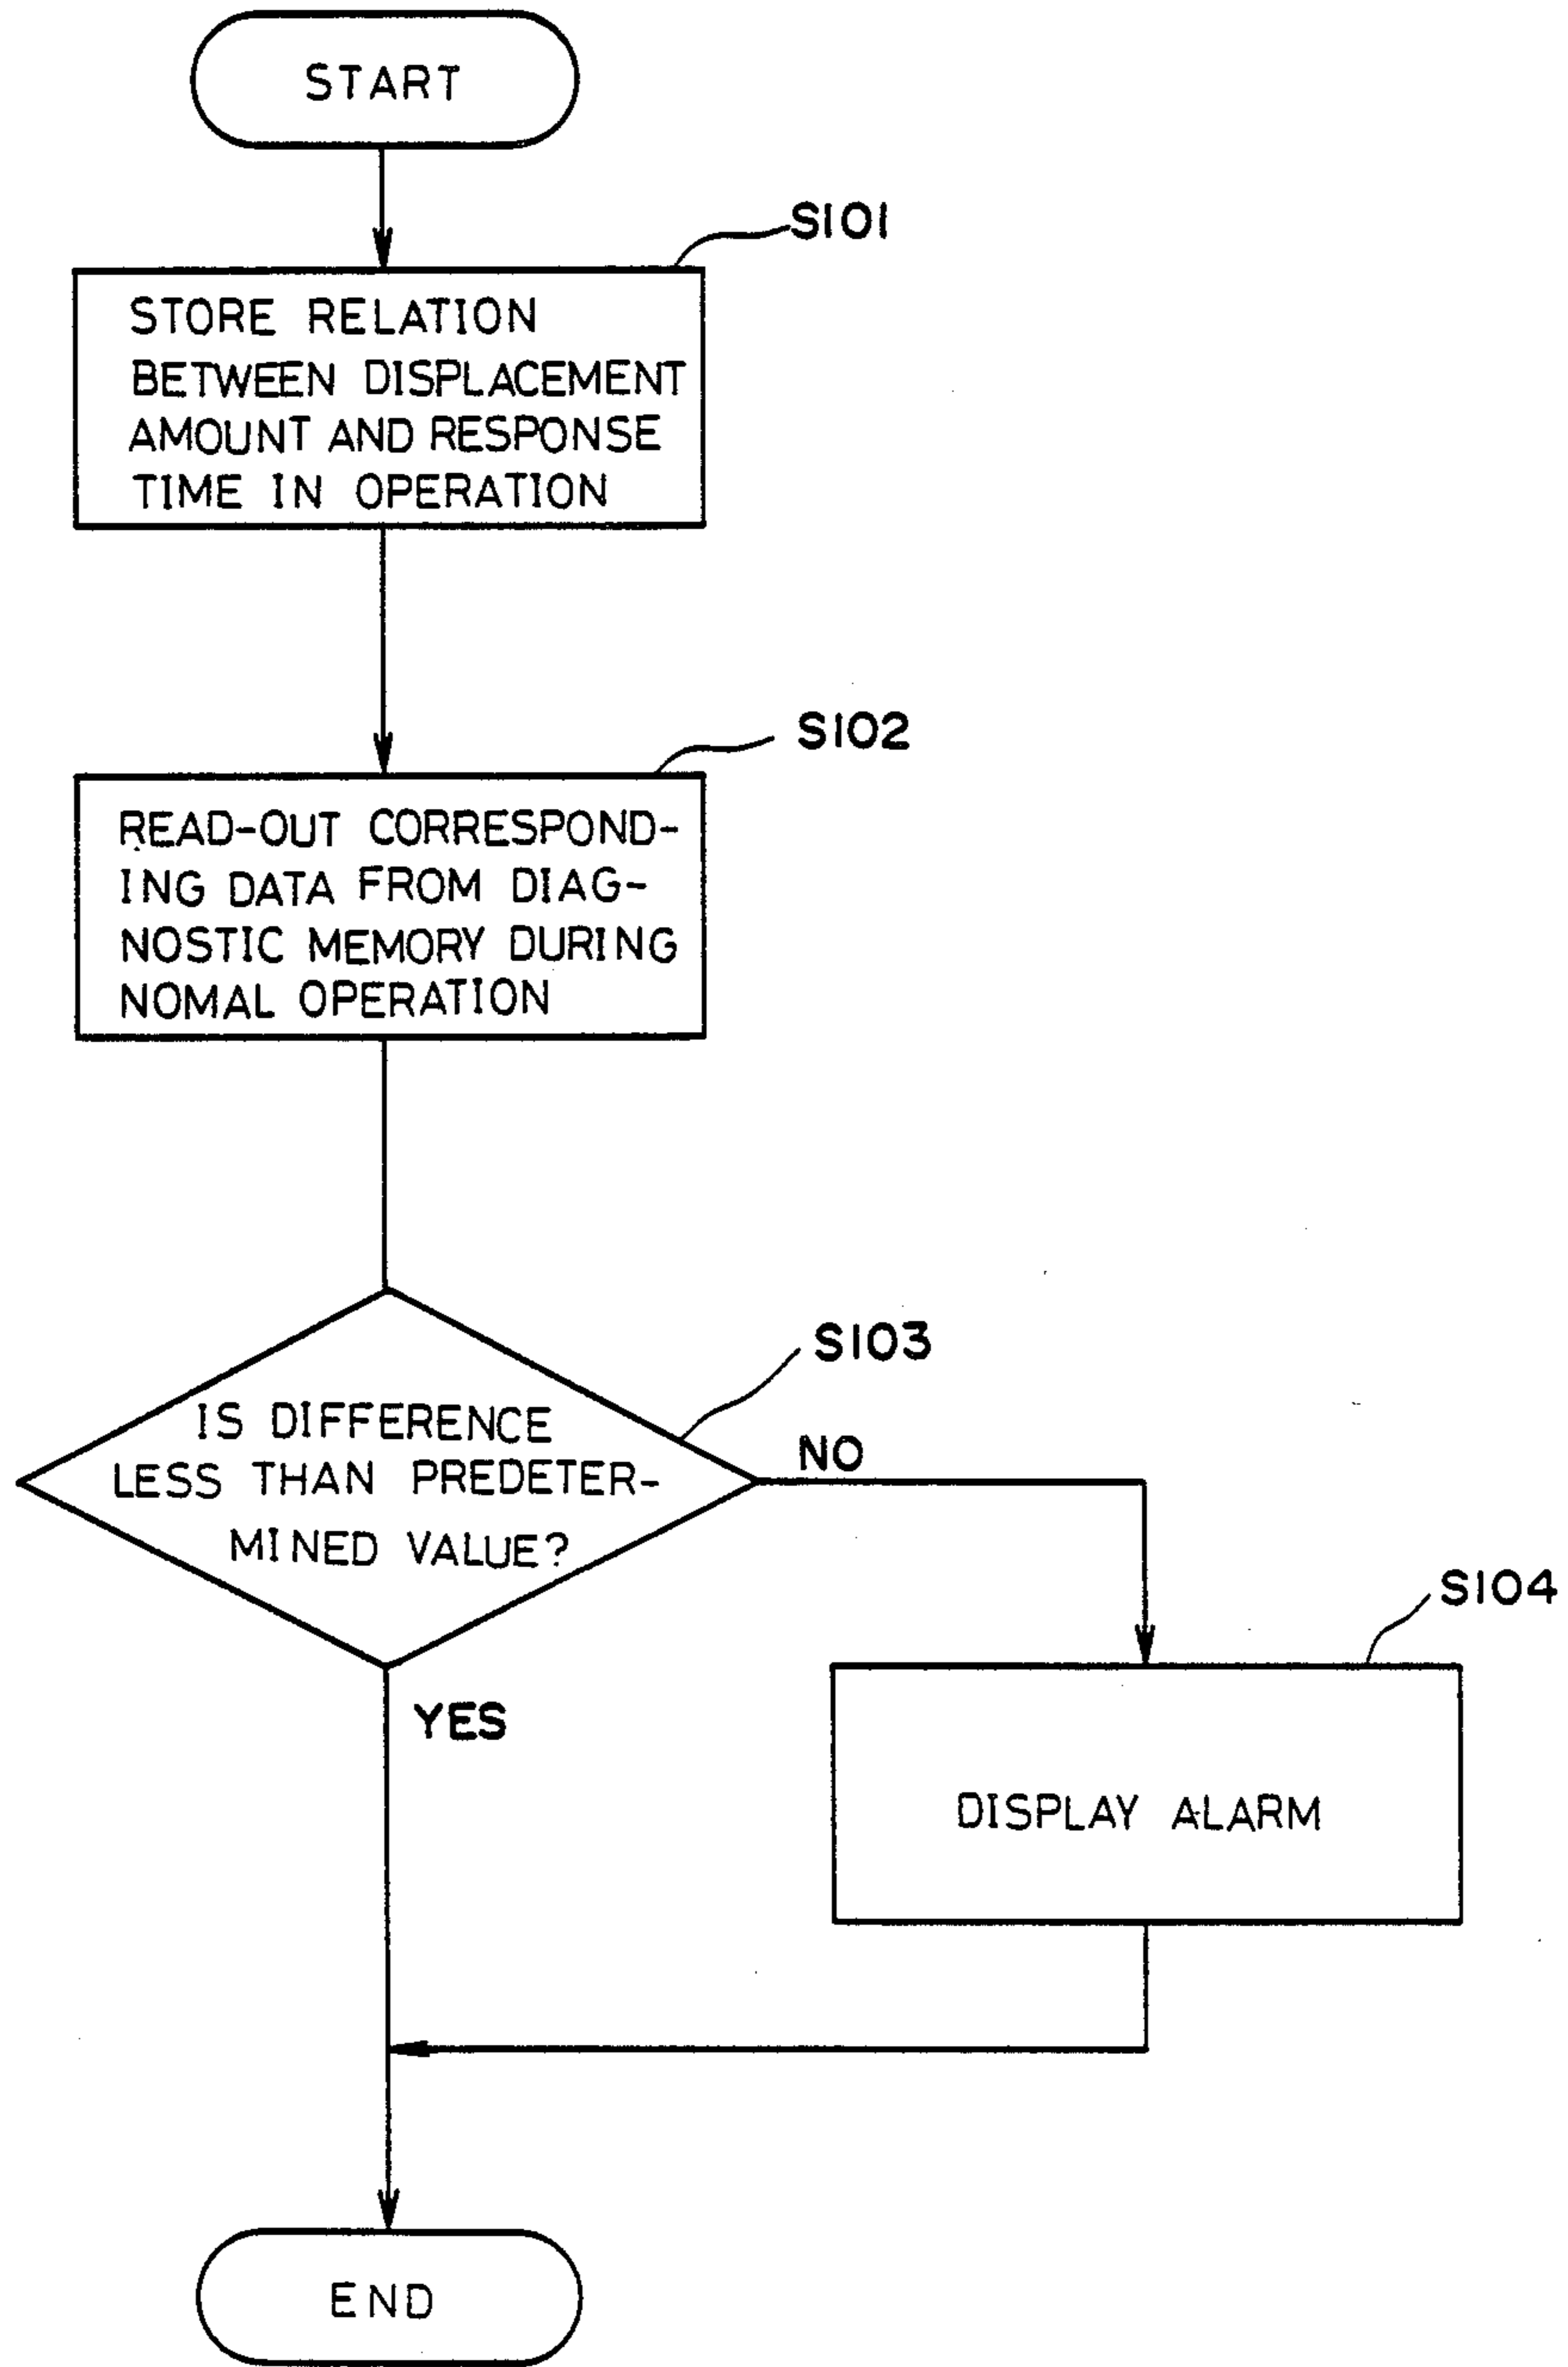 START
S101
STORE RELATION
BETWEEN DISPLACEMENT
AMOUNT AND RESPONSE
TIME IN OPERATION
S102
READ-OUT CORRESPOND-
ING DATA FROM DIAG-
NOSTIC MEMORY DURING
NOMAL OPERATION
S103
IS DIFFERENCE
LESS THAN PREDETER-
MINED VALUE?
NO
S104
YES
DISPLAY ALARM
END